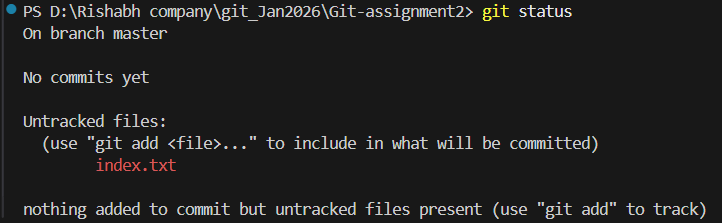 PS D:\Rishabh company\git_Jan2026\Git-assignment2> git status
On branch master
No commits yet
Untracked files:
(use "git add <file>..." to include in what will be committed)
index.txt
nothing added to commit but untracked files present (use "git add" to track)